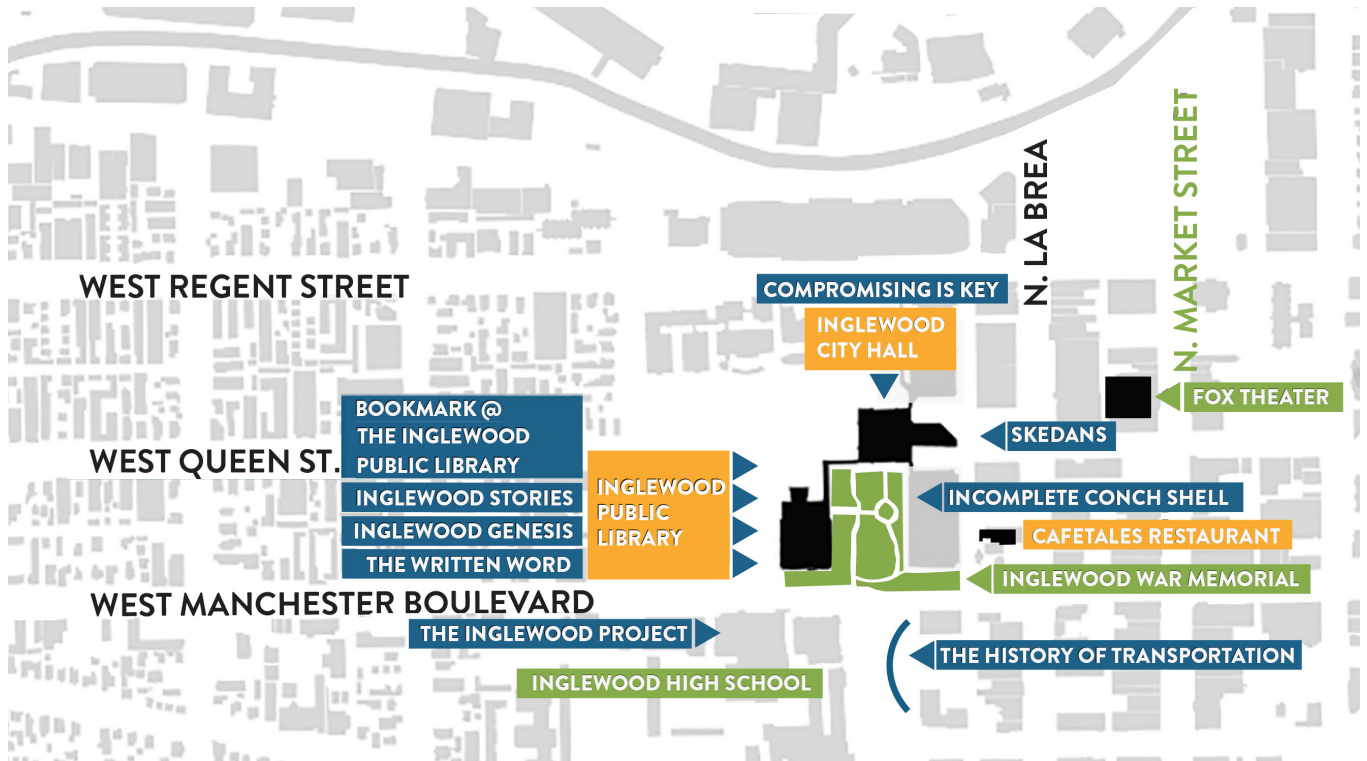 N. LA BREA
N. MARKET STREET
WEST REGENT STREET
COMPROMISING IS KEY
INGLEWOOD
CITY HALL
FOX THEATER
BOOKMARK @
THE INGLEWOOD
PUBLIC LIBRARY
SKEDANS
WEST QUEEN ST.
INGLEWOOD STORIES
INGLEWOOD GENESIS
THE WRITTEN WORD
INGLEWOOD
PUBLIC
LIBRARY
INCOMPLETE CONCH SHELL
CAFETALES RESTAURANT
INGLEWOOD WAR MEMORIAL
WEST MANCHESTER BOULEVARD
THE INGLEWOOD PROJECT
THE HISTORY OF TRANSPORTATION
INGLEWOOD HIGH SCHOOL